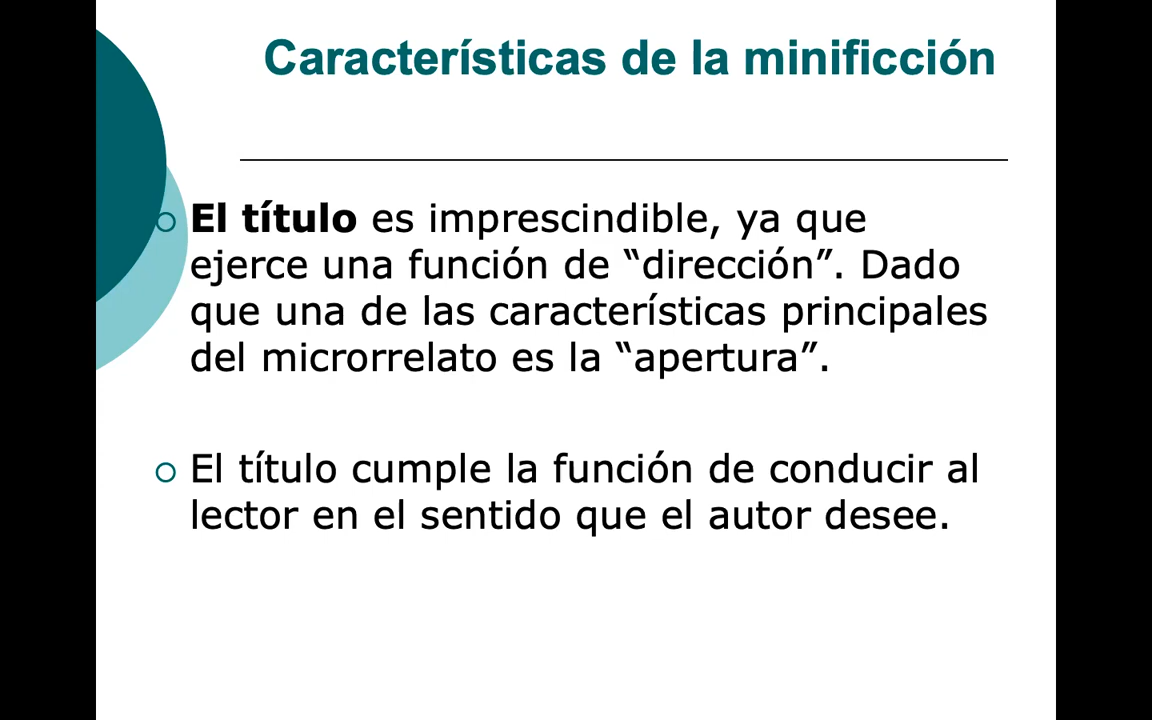 Características de la minificción
El título es imprescindible, ya que
ejerce una función de “dirección”. Dado
que una de las características principales
del microrrelato es la “apertura”.
El título cumple la función de conducir al
lector en el sentido que el autor desee.